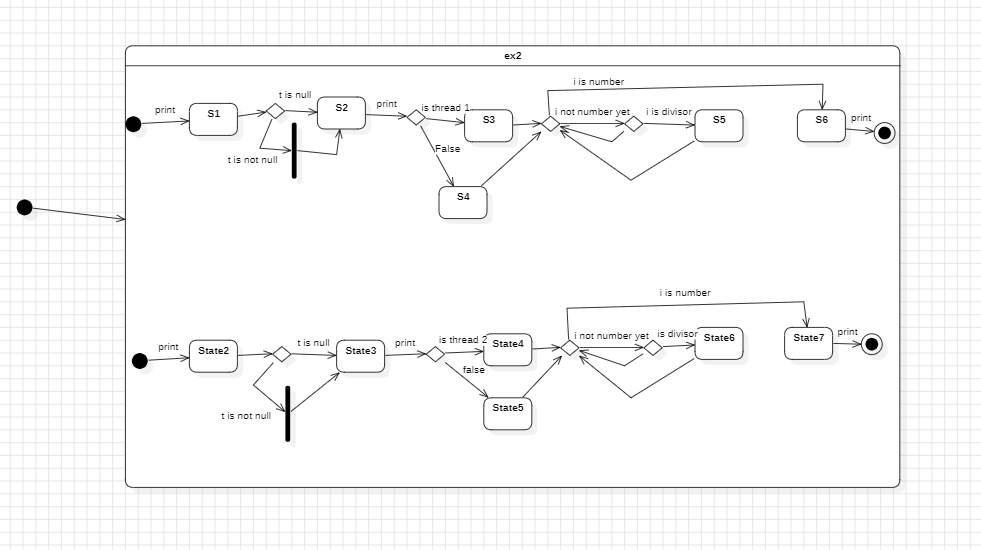 ex2
i is number
t is null
print
S1
S2
print
is thread 1
S3
i not number yet
i is divisor
S5
S6
print
t is not null
False
S4
i is number
print
State2
t is null
State3
print
is thread 2
State4
i not number yet
is divisor
State6
State7
print
false
t is not null
State5